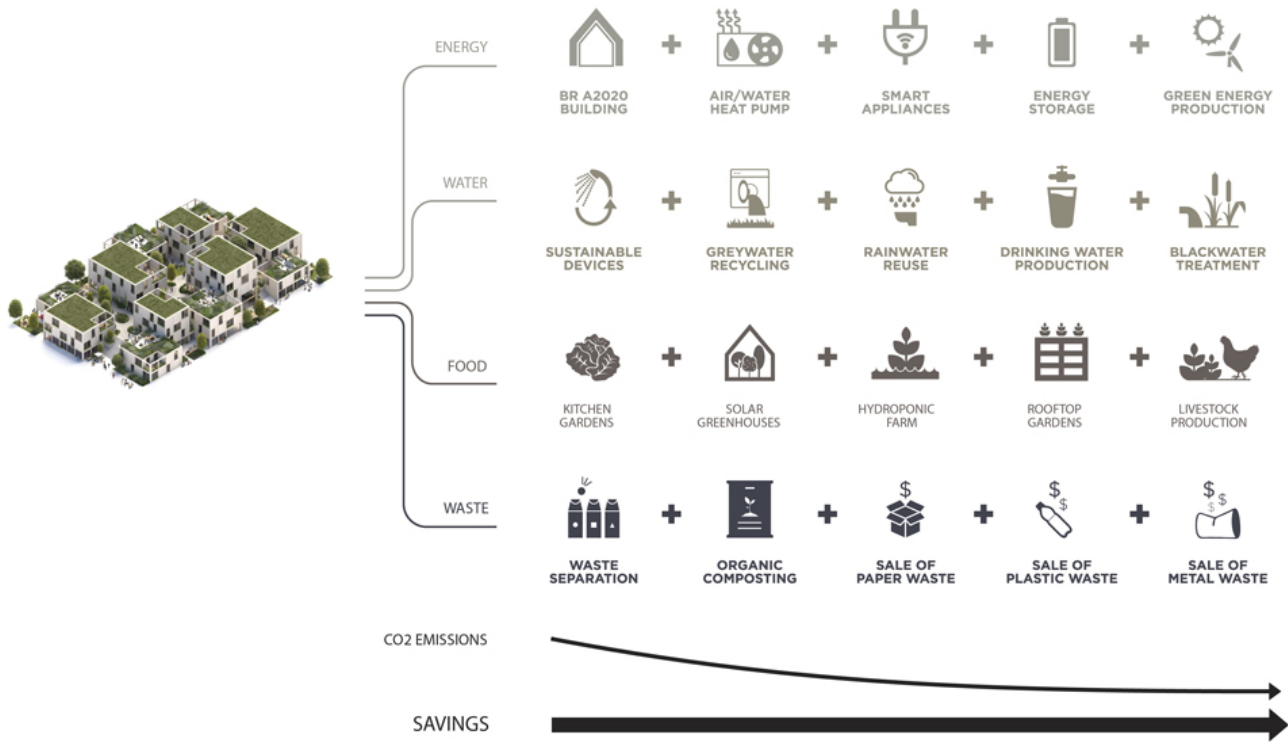 ENERGY
BR A2020
BUILDING
AIR/WATER
HEAT PUMP
SMART
APPLIANCES
ENERGY
STORAGE
GREEN ENERGY
PRODUCTION
WATER
SUSTAINABLE
DEVICES
GREYWATER
RECYCLING
RAINWATER
REUSE
DRINKING WATER
PRODUCTION
BLACKWATER
TREATMENT
FOOD
KITCHEN
GARDENS
SOLAR
GREENHOUSES
HYDROPONIC
FARM
ROOFTOP
GARDENS
LIVESTOCK
PRODUCTION
WASTE
WASTE
SEPARATION
ORGANIC
COMPOSTING
SALE OF
PAPER WASTE
SALE OF
PLASTIC WASTE
SALE OF
METAL WASTE
CO2 EMISSIONS
SAVINGS